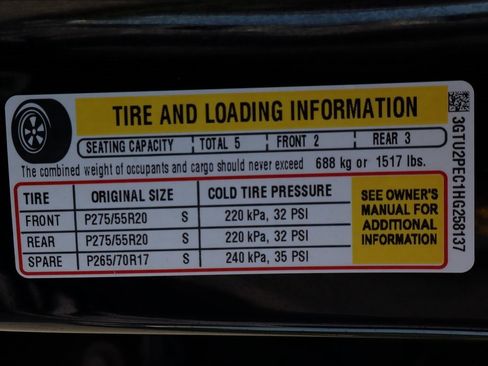 TIRE AND LOADING INFORMATION
SEATING CAPACITY TOTAL 5 FRONT 2 REAR 3
The combined weight of occupants and cargo should never exceed 688 kg or 1517 lbs.
TIRE ORIGINAL SIZE COLD TIRE PRESSURE
FRONT P275/55R20 S 220 kPa, 32 PSI
REAR P275/55R20 S 220 kPa, 32 PSI
SPARE P265/70R17 S 240 kPa, 35 PSI
SEE OWNER'S
MANUAL FOR
ADDITIONAL
INFORMATION
3GTU2PEC1HG258137